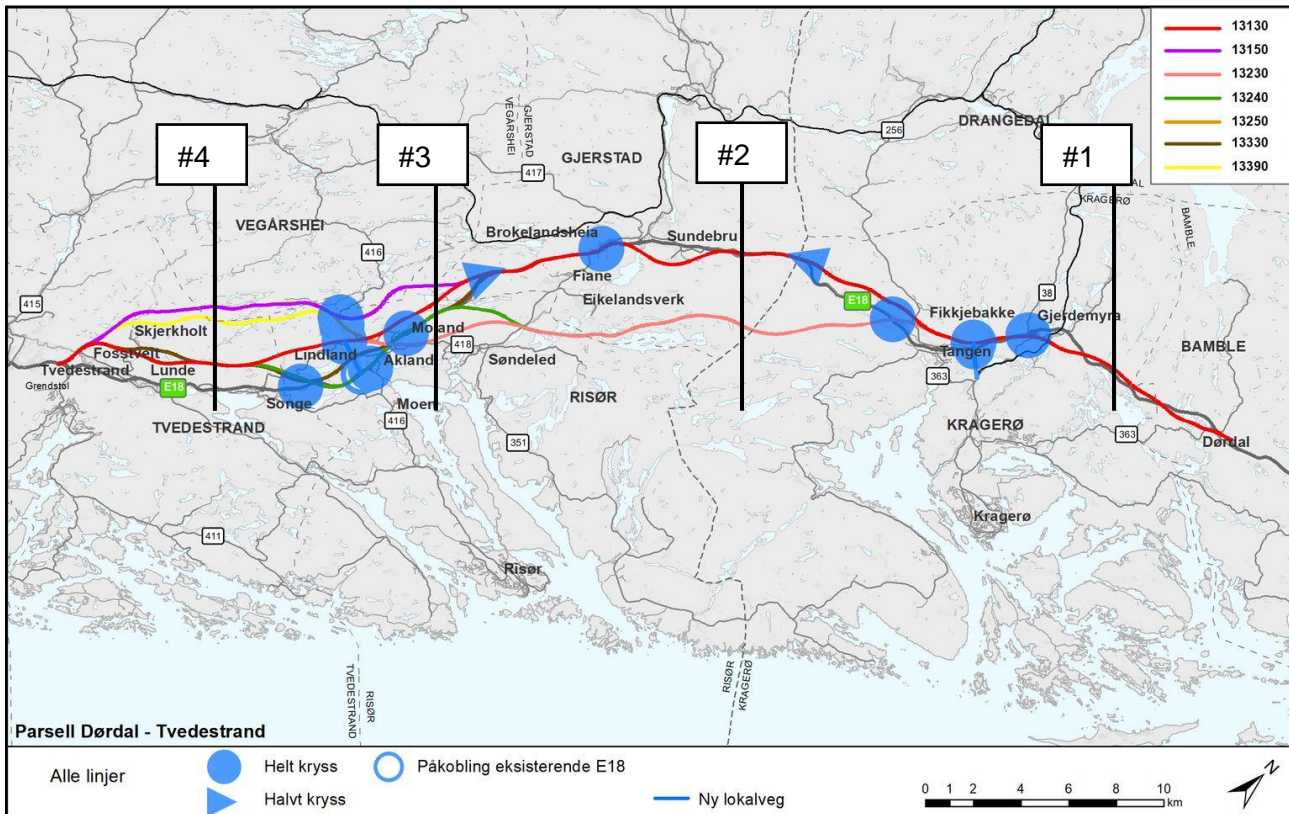 13130
13150
13230
13240
13250
13330
13390
256
DRANGEDAL
#4
#3
#2
#1
GJERSTAD
VEGÅRSHEI
GJERSTAD
417
KRAGERØ
BAMBLE
VEGÅRSHEI
416
Brokelandsheia
Sundebru
Fiane
415
Eikelandsverk
E18
38
Fikkjebakke
Gjerdemyra
Skjerkholt
Moland
BAMBLE
Lindland
418
Søndeled
Tangen
Fosstveit
Åkland
Tvedestrand
Lunde
363
Grendstøl
E18
Songe
Moen
RISØR
416
TVEDESTRAND
KRAGERØ
363
Dørdal
351
Kragerø
411
Risør
RISØR
KRAGERØ
TVEDESTRAND
RISØR
Parsell Dørdal - Tvedestrand
Alle linjer
Helt kryss
Påkobling eksisterende E18
Halvt kryss
Ny lokalveg
0 1 2 4 6 8 10
km
N